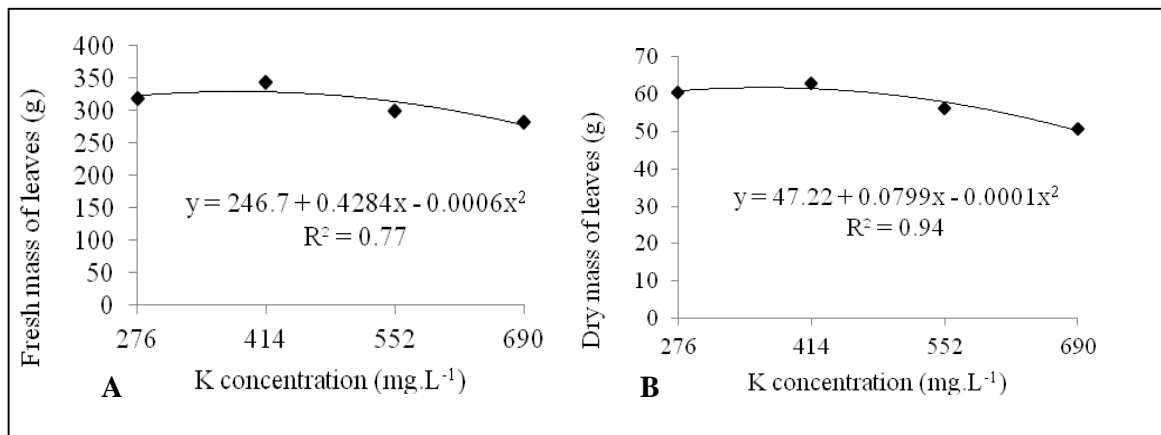 400
350
300
250
200
150
100
50
0
Fresh mass of leaves (g)
y = 246.7 + 0.4284x - 0.0006x²
R² = 0.77
276 414 552 690
K concentration (mg.L⁻¹)
A
70
60
50
40
30
20
10
0
Dry mass of leaves (g)
y = 47.22 + 0.0799x - 0.0001x²
R² = 0.94
276 414 552 690
K concentration (mg.L⁻¹)
B